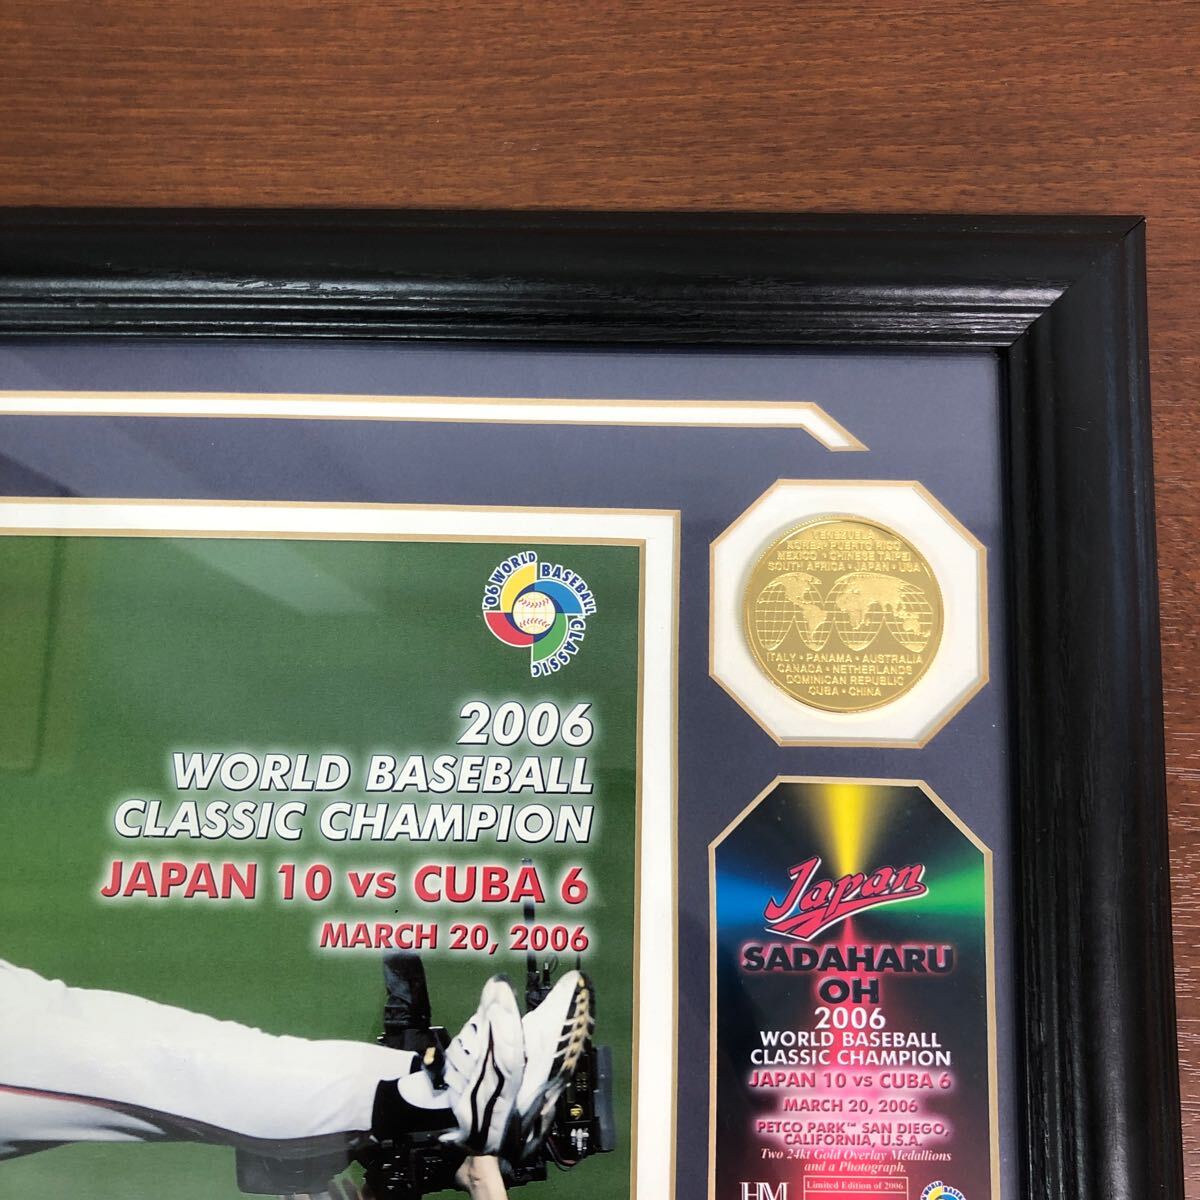 '06 WORLD BASEBALL CLASSIC
2006
WORLD BASEBALL
CLASSIC CHAMPION
JAPAN 10 vs CUBA 6
MARCH 20, 2006
VENEZUELA
KOREA • PUERTO RICO
MEXICO • CHINESE TAIPEI
SOUTH AFRICA • JAPAN • USA
ITALY • PANAMA • AUSTRALIA
CANADA • NETHERLANDS
DOMINICAN REPUBLIC
CUBA • CHINA
Japan
SADAHARU
OH
2006
WORLD BASEBALL
CLASSIC CHAMPION
JAPAN 10 vs CUBA 6
MARCH 20, 2006
PETCO PARK™ SAN DIEGO,
CALIFORNIA, U.S.A.
Two 24kt Gold Overlay Medallions
and a Photograph.
HM
Limited Edition of 2006
WORLD BASEBALL